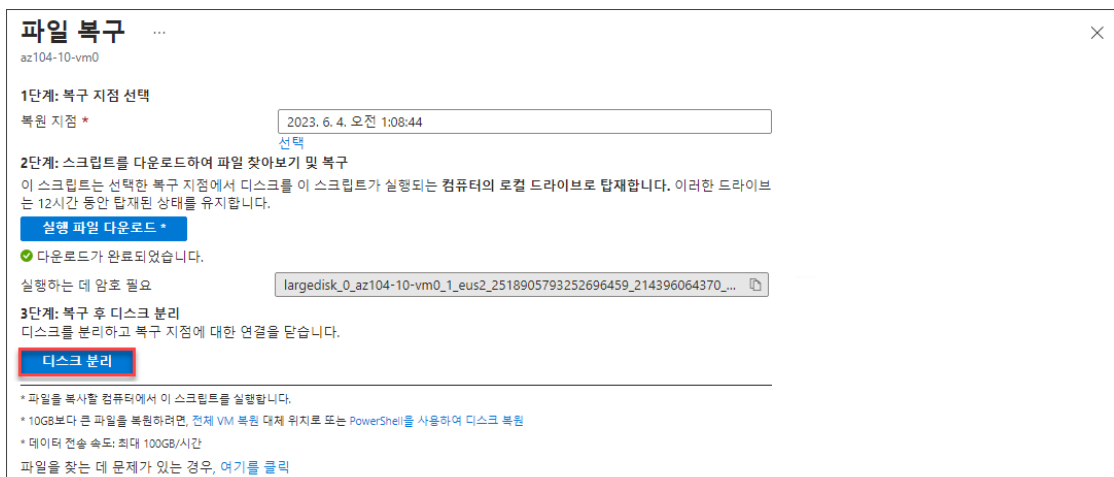 파일 복구 ...
az104-10-vm0
1단계: 복구 지점 선택
복원 지점 *
2023. 6. 4. 오전 1:08:44
선택
2단계: 스크립트를 다운로드하여 파일 찾아보기 및 복구
이 스크립트는 선택한 복구 지점에서 디스크를 이 스크립트가 실행되는 컴퓨터의 로컬 드라이브로 탑재합니다. 이러한 드라이브
는 12시간 동안 탑재된 상태를 유지합니다.
실행 파일 다운로드 *
다운로드가 완료되었습니다.
실행하는 데 암호 필요
largedisk_0_az104-10-vm0_1_eus2_2518905793252696459_214396064370_...
3단계: 복구 후 디스크 분리
디스크를 분리하고 복구 지점에 대한 연결을 닫습니다.
디스크 분리
* 파일을 복사할 컴퓨터에서 이 스크립트를 실행합니다.
* 10GB보다 큰 파일을 복원하려면, 전체 VM 복원 대체 위치로 또는 PowerShell을 사용하여 디스크 복원
* 데이터 전송 속도: 최대 100GB/시간
파일을 찾는 데 문제가 있는 경우, 여기를 클릭